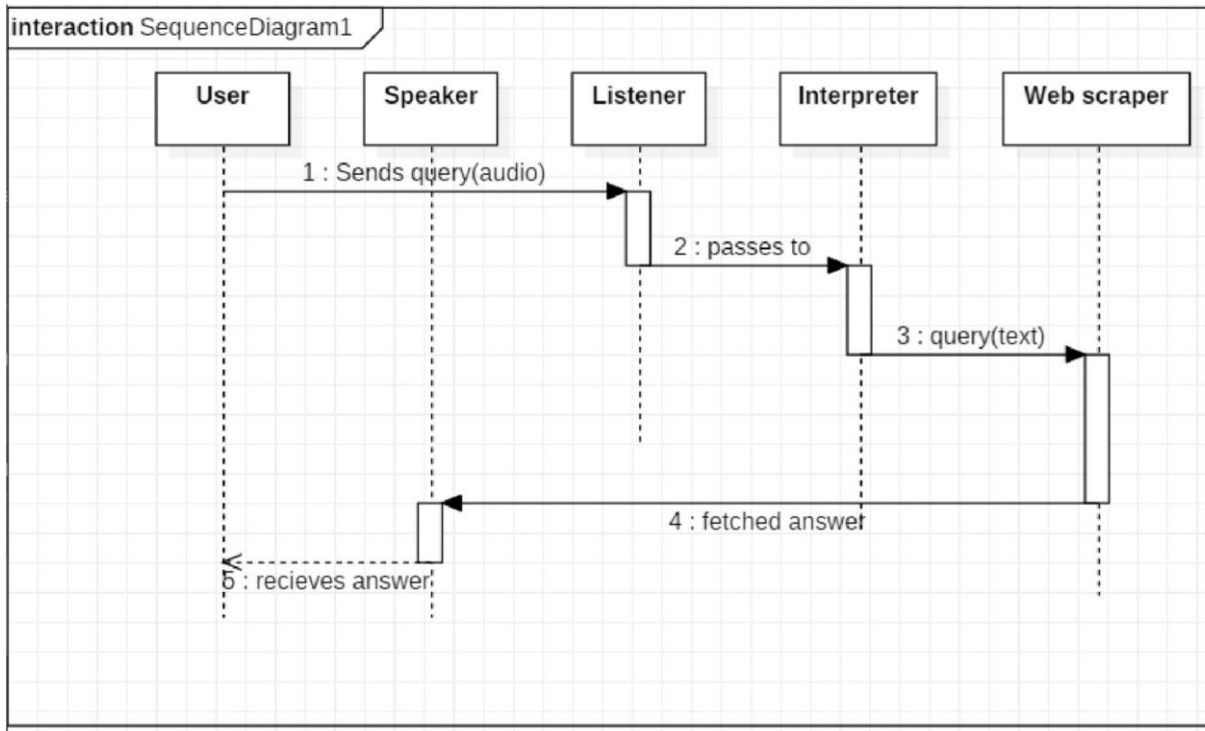 interaction SequenceDiagram1
User
Speaker
Listener
Interpreter
Web scraper
1 : Sends query(audio)
2 : passes to
3 : query(text)
4 : fetched answer
5 : recieves answer